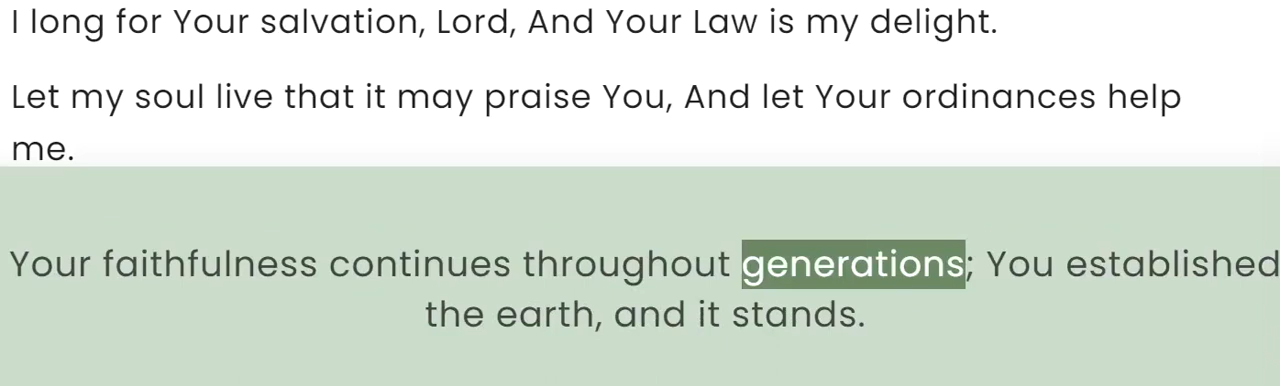 I long for Your salvation, Lord, And Your Law is my delight.
Let my soul live that it may praise You, And let Your ordinances help
me.
Your faithfulness continues throughout generations; You established
the earth, and it stands.